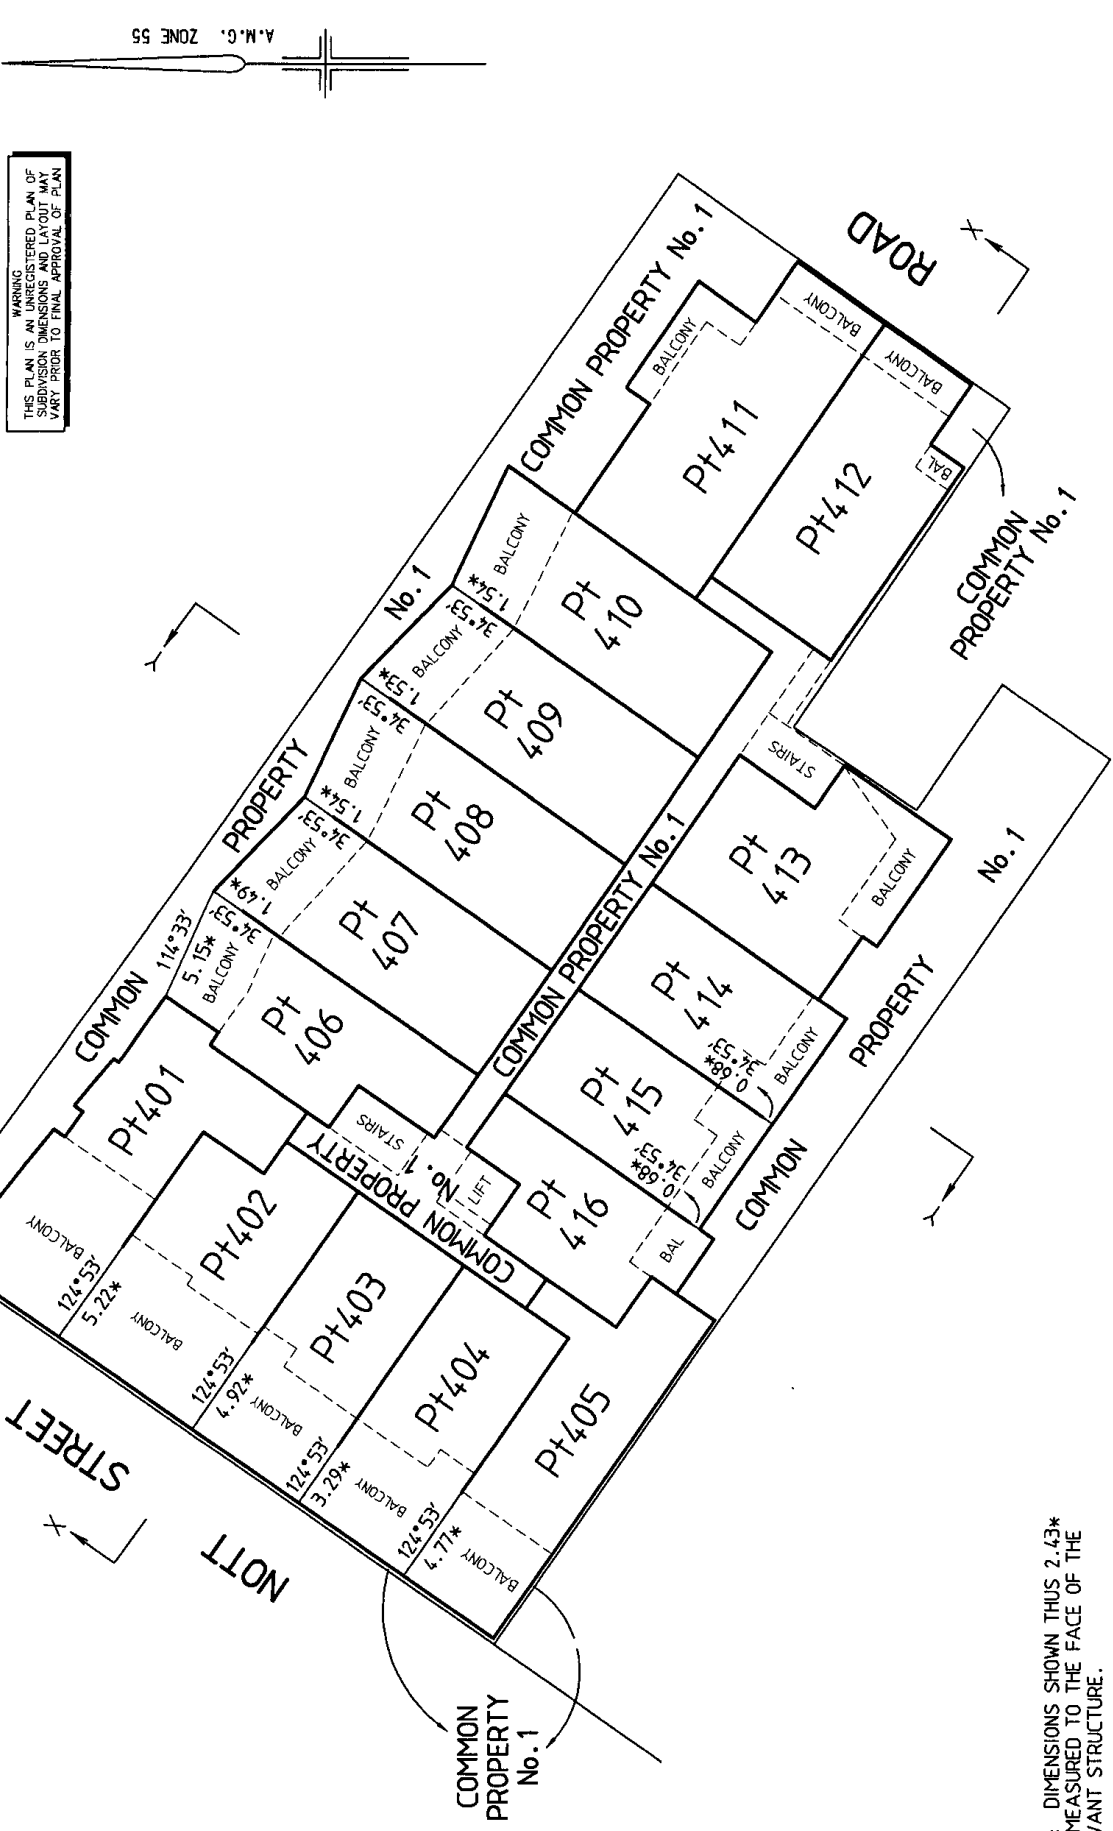 A.M.G. ZONE 55
WARNING
THIS PLAN IS AN UNREGISTERED PLAN OF
SUBDIVISION DIMENSIONS AND LAYOUT MAY
VARY PRIOR TO FINAL APPROVAL OF PLAN
ROAD
X
COMMON PROPERTY No.1
BALCONY
Pt411
BALCONY
BALCONY
Pt412
BAL
COMMON
PROPERTY No.1
Y
COMMON PROPERTY No.1
114°33'
5.15*
BALCONY
34°53'
Pt
406
1.49*
BALCONY
34°53'
Pt
407
1.54*
BALCONY
34°53'
Pt
408
1.53*
BALCONY
34°53'
Pt
409
1.54*
BALCONY
Pt
410
COMMON PROPERTY No.1
STAIRS
Pt
413
BALCONY
Pt
414
0.68*
34°53'
BALCONY
Pt
415
0.68*
34°53'
BALCONY
Pt
416
BAL
COMMON PROPERTY No.1
Y
Pt401
BALCONY
124°53'
5.22*
Pt402
BALCONY
124°53'
4.92*
Pt403
BALCONY
124°53'
3.29*
Pt404
BALCONY
124°53'
4.77*
Pt405
BALCONY
STAIRS
LIFT
COMMON PROPERTY
No.1
NOTT STREET
X
COMMON
PROPERTY
No.1
DIMENSIONS SHOWN THUS 2.43*
MEASURED TO THE FACE OF THE
STRUCTURE.